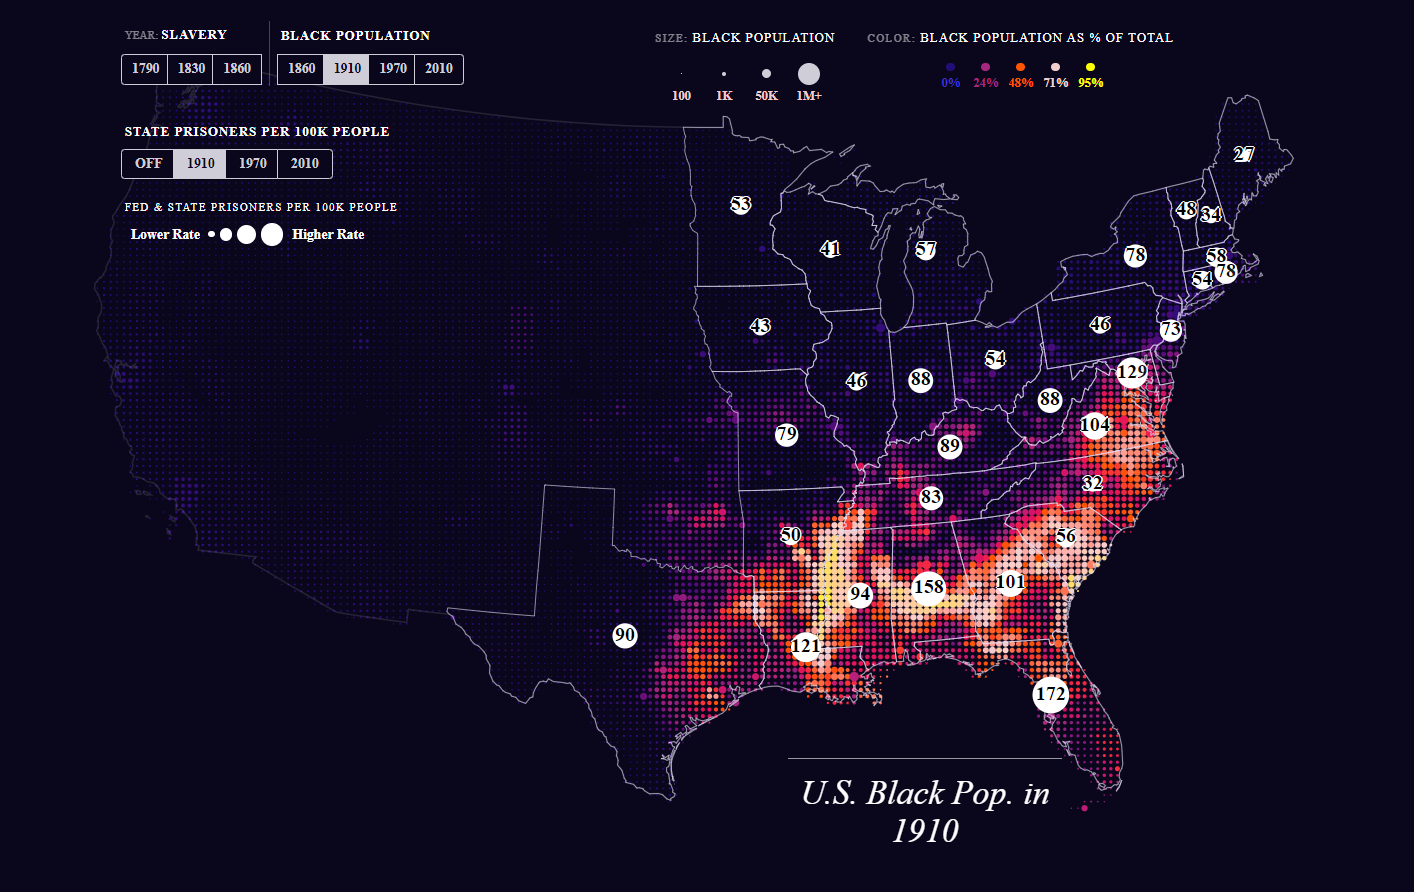 YEAR: SLAVERY
BLACK POPULATION
1790 1830 1860
1860 1910 1970 2010
SIZE: BLACK POPULATION
100 1K 50K 1M+
COLOR: BLACK POPULATION AS % OF TOTAL
0% 24% 48% 71% 95%
STATE PRISONERS PER 100K PEOPLE
OFF 1910 1970 2010
FED & STATE PRISONERS PER 100K PEOPLE
Lower Rate Higher Rate
27
53
48
34
41
57
78
58
78
54
43
46
73
54
129
46
88
88
79
104
89
32
83
50
56
101
158
94
90
121
172
U.S. Black Pop. in
1910